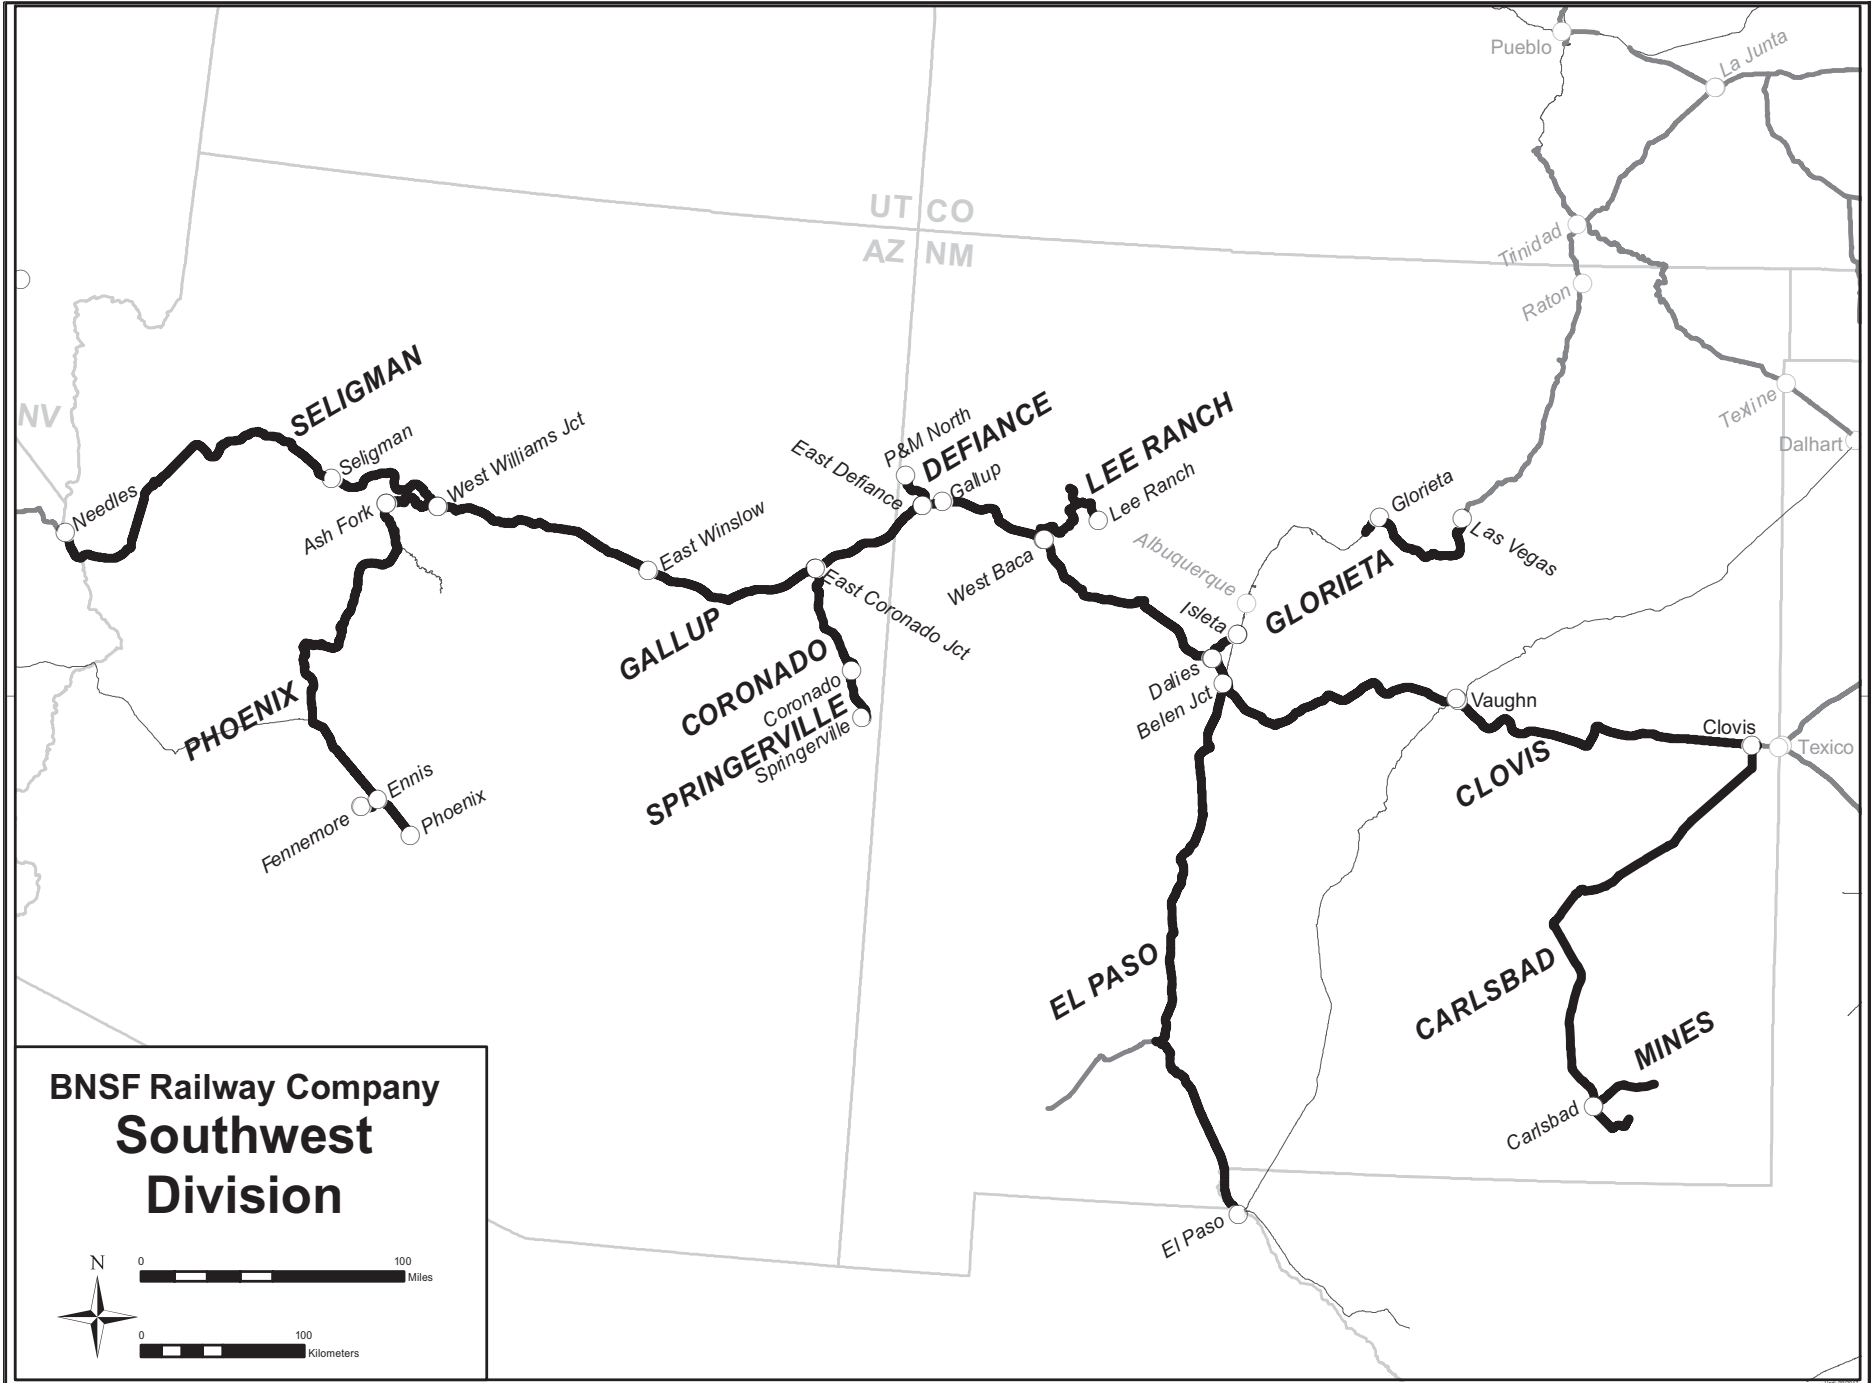 Pueblo
La Junta
UT CO
AZ NM
Trinidad
Raton
Texline
Dalhart
NV
SELIGMAN
Seligman
West Williams Jct
Needles
Ash Fork
East Winslow
P&M North
DEFIANCE
East Defiance
Gallup
LEE RANCH
Lee Ranch
West Baca
Glorieta
Las Vegas
GLORIETA
Albuquerque
Isleta
Dalies
Belen Jct
East Coronado Jct
GALLUP
CORONADO
Coronado
SPRINGERVILLE
Springerville
PHOENIX
Ennis
Fennemore
Phoenix
Vaughn
Clovis
Texico
CLOVIS
EL PASO
CARLSBAD
MINES
Carlsbad
El Paso
BNSF Railway Company
Southwest
Division
N
0 100
Miles
0 100
Kilometers